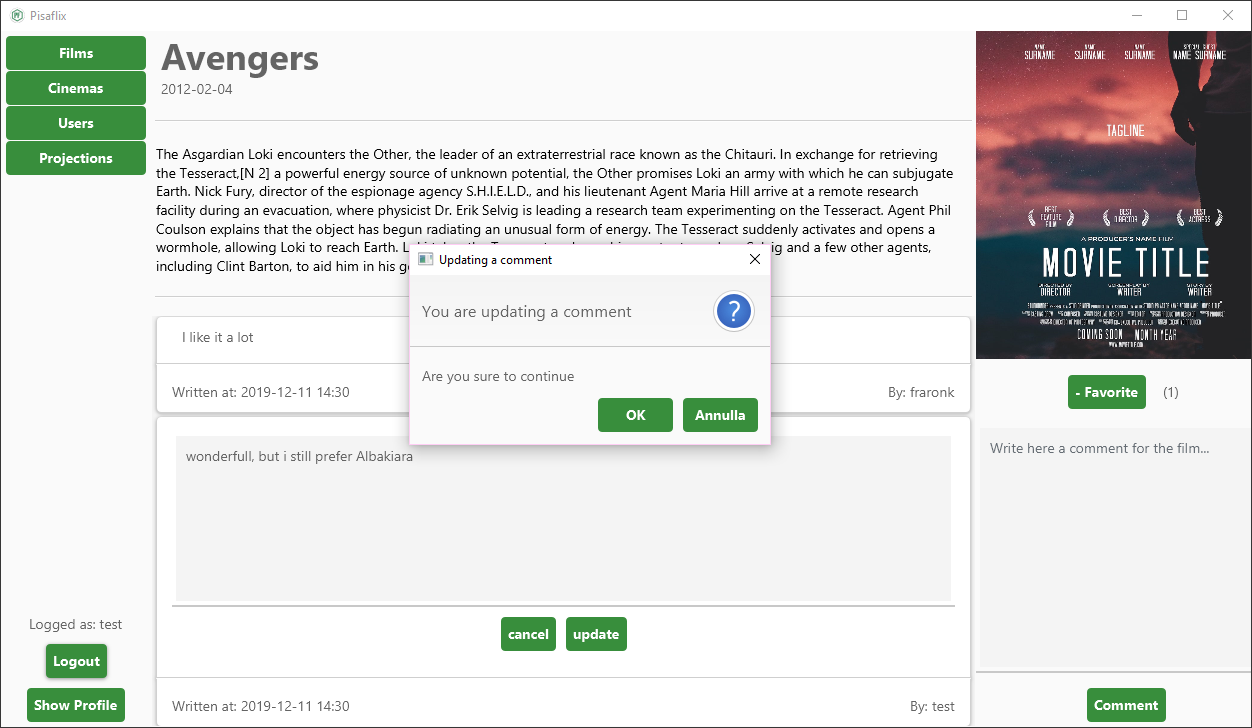 Pisaflix
Films
Cinemas
Users
Projections
Logged as: test
Logout
Show Profile
Avengers
2012-02-04
The Asgardian Loki encounters the Other, the leader of an extraterrestrial race known as the Chitauri. In exchange for retrieving
the Tesseract,[N 2] a powerful energy source of unknown potential, the Other promises Loki an army with which he can subjugate
Earth. Nick Fury, director of the espionage agency S.H.I.E.L.D., and his lieutenant Agent Maria Hill arrive at a remote research
facility during an evacuation, where physicist Dr. Erik Selvig is leading a research team experimenting on the Tesseract. Agent Phil
Coulson explains that the object has begun radiating an unusual form of energy. The Tesseract suddenly activates and opens a
wormhole, allowing Loki to reach Earth. and a few other agents,
including Clint Barton, to aid him in his
Updating a comment
You are updating a comment
?
Are you sure to continue
OK
Annulla
I like it a lot
Written at: 2019-12-11 14:30
By: fraronk
wonderfull, but i still prefer Albakiara
cancel
update
Written at: 2019-12-11 14:30
By: test
NAME SURNAME
NAME SURNAME
NAME SURNAME
SPECIAL GUEST NAME SURNAME
TAGLINE
BEST FEATURE FILM
BEST DIRECTOR
BEST ACTRESS
A PRODUCER'S NAME FILM
MOVIE TITLE
DIRECTED BY DIRECTOR
SCREENPLAY BY WRITER
STORY BY WRITER
COMING SOON MONTH YEAR
- Favorite
(1)
Write here a comment for the film...
Comment